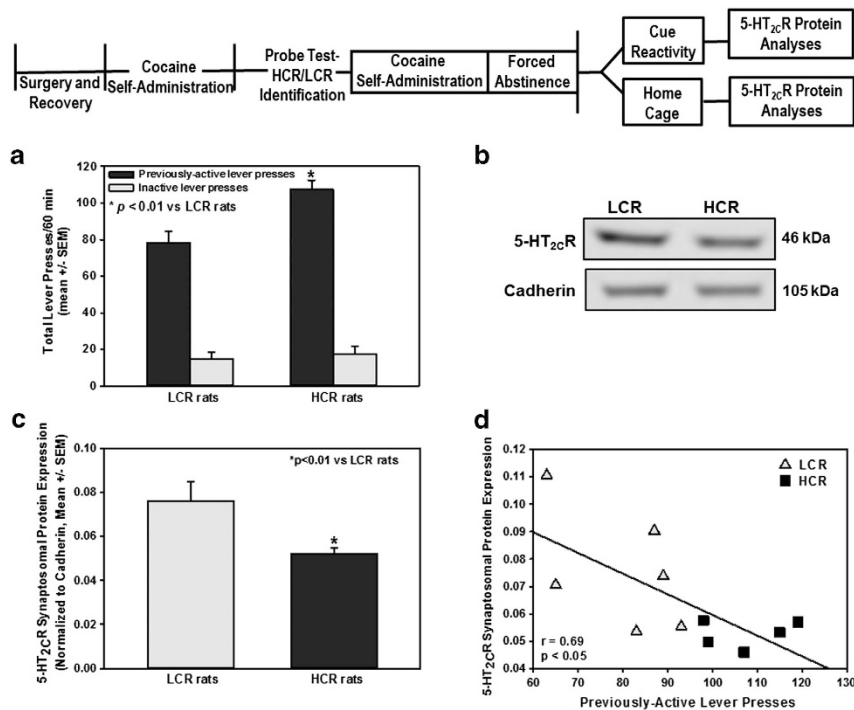 Surgery and
Recovery
Cocaine
Self-Administration
Probe Test-
HCR/LCR
Identification
Cocaine
Self-Administration
Forced
Abstinence
Cue
Reactivity
5-HT2CR Protein
Analyses
Home
Cage
5-HT2CR Protein
Analyses
a
Total Lever Presses/60 min
(mean +/- SEM)
120
100
80
60
40
20
0
Previously-active lever presses
Inactive lever presses
* p < 0.01 vs LCR rats
*
LCR rats
HCR rats
b
LCR
HCR
5-HT2CR
46 kDa
Cadherin
105 kDa
c
5-HT2CR Synaptosomal Protein Expression
(Normalized to Cadherin, Mean +/- SEM)
0.10
0.08
0.06
0.04
0.02
0.00
*p<0.01 vs LCR rats
*
LCR rats
HCR rats
d
5-HT2CR Synaptosomal Protein Expression
0.12
0.11
0.10
0.09
0.08
0.07
0.06
0.05
0.04
LCR
HCR
r = 0.69
p < 0.05
60
70
80
90
100
110
120
130
Previously-Active Lever Presses